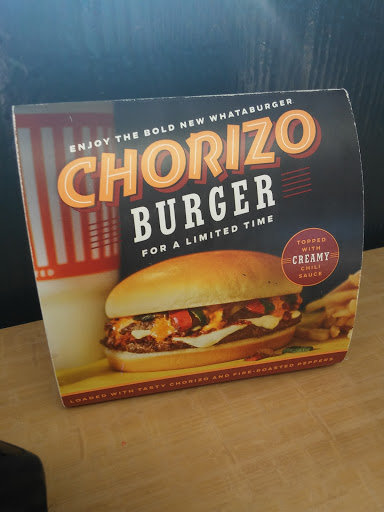 ENJOY THE BOLD NEW WHATABURGER
CHORIZO
BURGER
FOR A LIMITED TIME
TOPPED
WITH
CREAMY
CHILI
SAUCE
LOADED WITH TASTY CHORIZO AND FIRE-ROASTED PEPPERS